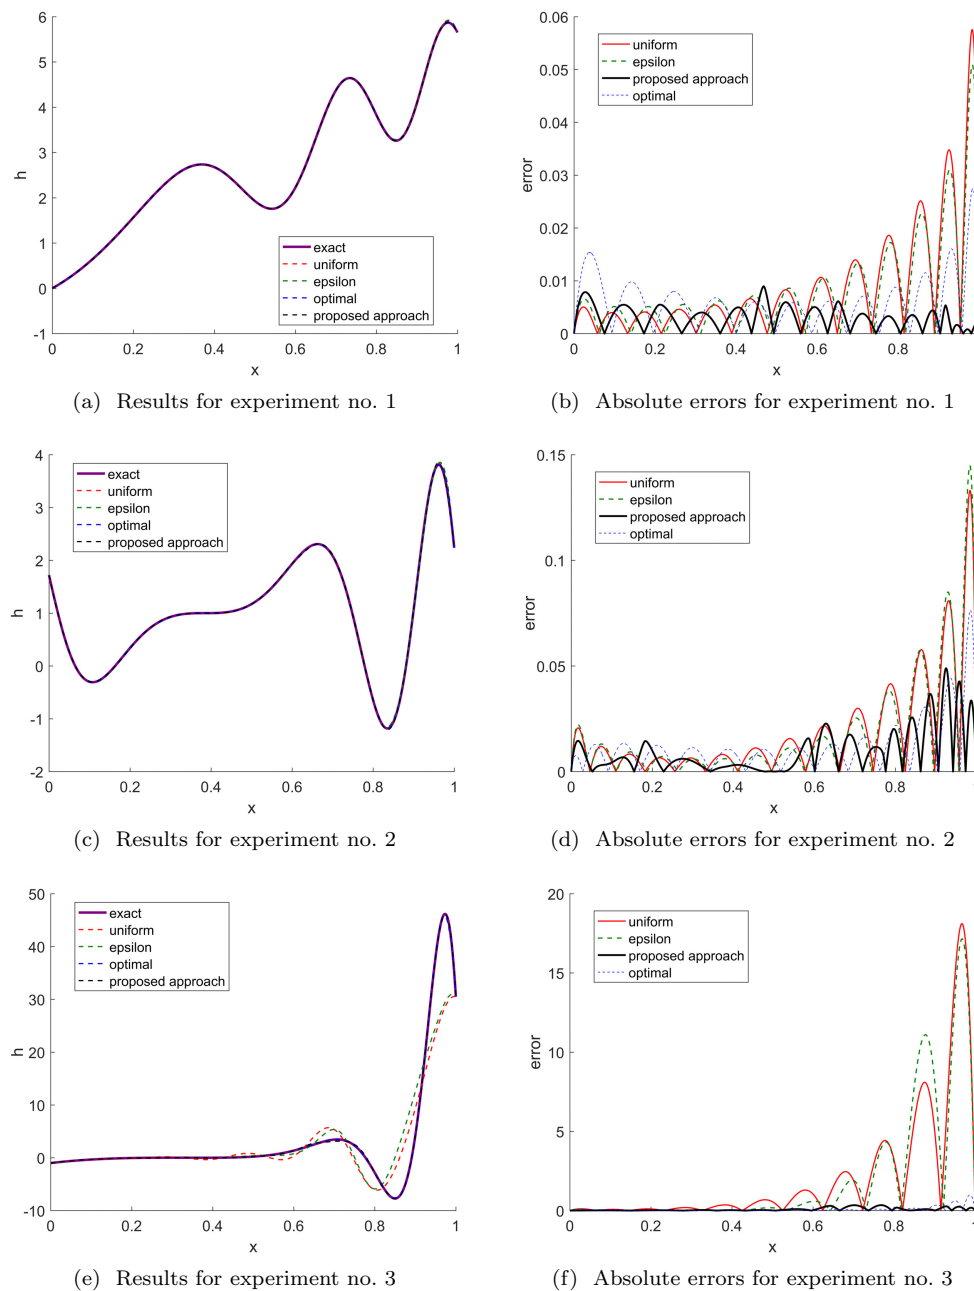 6
5
4
3
2
1
0
-1
h
0
0.2
0.4
0.6
0.8
1
x
exact
uniform
epsilon
optimal
proposed approach
(a) Results for experiment no. 1
0.06
0.05
0.04
0.03
0.02
0.01
0
error
0
0.2
0.4
0.6
0.8
x
uniform
epsilon
proposed approach
optimal
(b) Absolute errors for experiment no. 1
4
3
2
1
0
-1
-2
h
0
0.2
0.4
0.6
0.8
1
x
exact
uniform
epsilon
optimal
proposed approach
(c) Results for experiment no. 2
0.15
0.1
0.05
0
error
0
0.2
0.4
0.6
0.8
x
uniform
epsilon
proposed approach
optimal
(d) Absolute errors for experiment no. 2
50
40
30
20
10
0
-10
h
0
0.2
0.4
0.6
0.8
1
x
exact
uniform
epsilon
optimal
proposed approach
(e) Results for experiment no. 3
20
15
10
5
0
error
0
0.2
0.4
0.6
0.8
x
uniform
epsilon
proposed approach
optimal
(f) Absolute errors for experiment no. 3